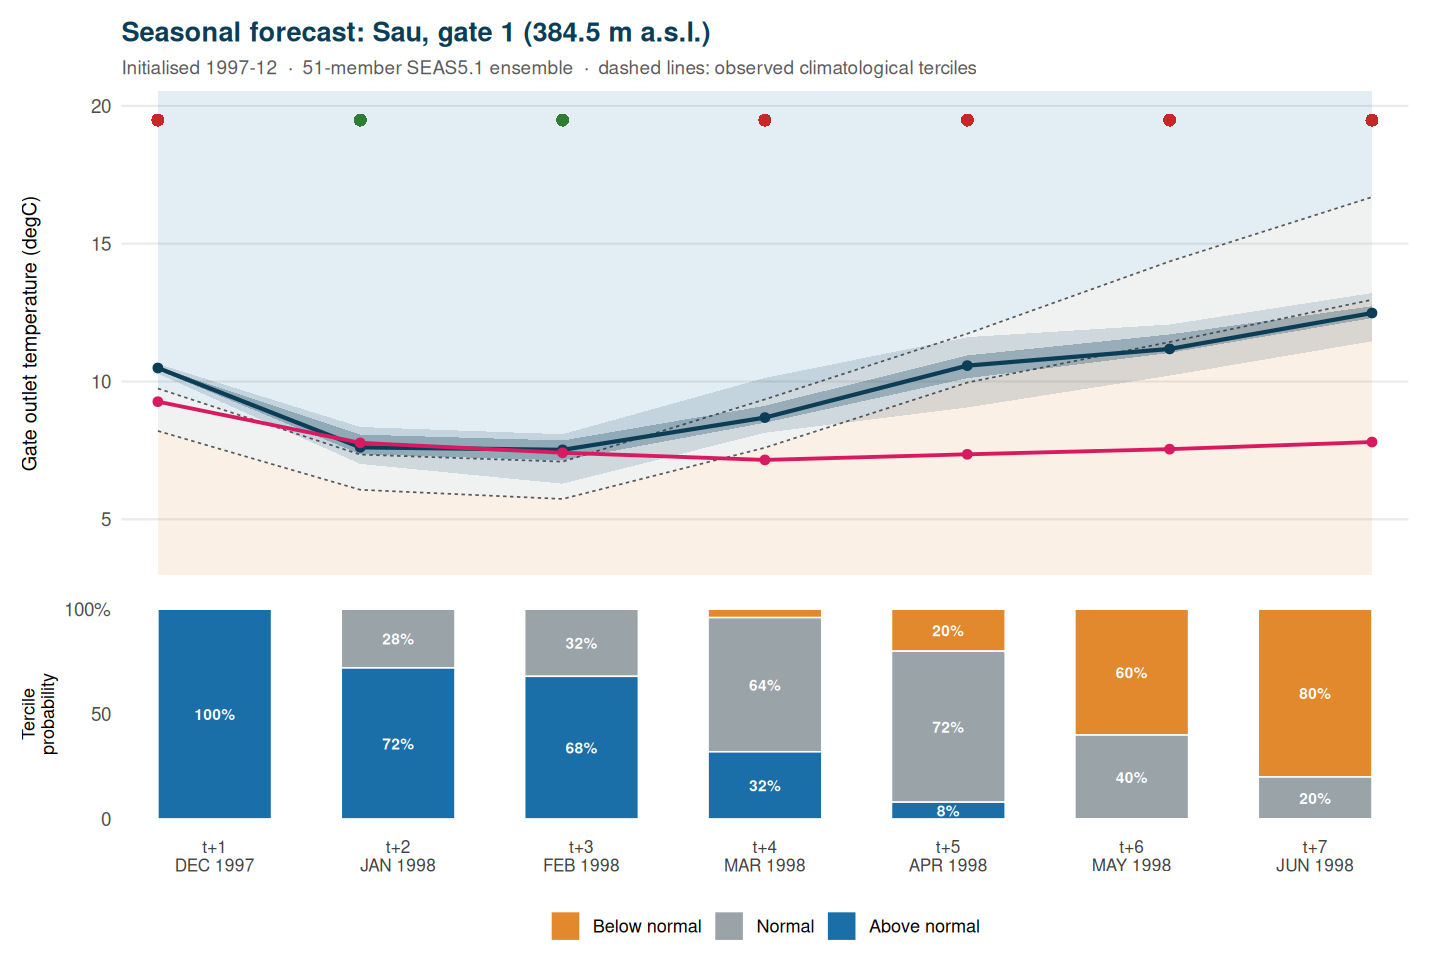 Seasonal forecast: Sau, gate 1 (384.5 m a.s.l.)
Initialised 1997-12 · 51-member SEAS5.1 ensemble · dashed lines: observed climatological terciles
Gate outlet temperature (degC)
20
15
10
5
Tercile
probability
100%
50
0
100%
28%
72%
32%
68%
64%
32%
20%
72%
8%
60%
40%
80%
20%
t+1
DEC 1997
t+2
JAN 1998
t+3
FEB 1998
t+4
MAR 1998
t+5
APR 1998
t+6
MAY 1998
t+7
JUN 1998
Below normal
Normal
Above normal